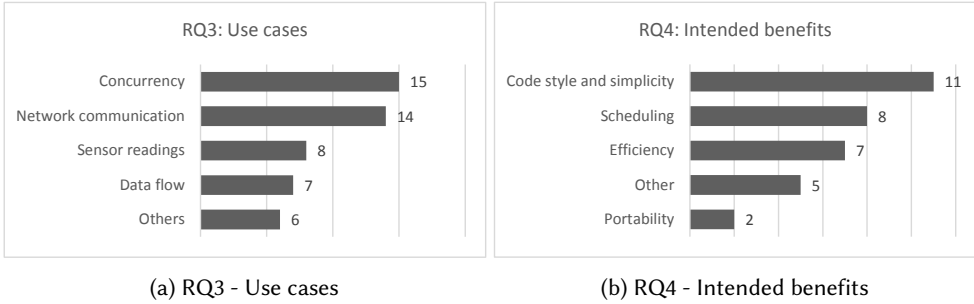 RQ3: Use cases
Concurrency 15
Network communication 14
Sensor readings 8
Data flow 7
Others 6
(a) RQ3 - Use cases
RQ4: Intended benefits
Code style and simplicity 11
Scheduling 8
Efficiency 7
Other 5
Portability 2
(b) RQ4 - Intended benefits